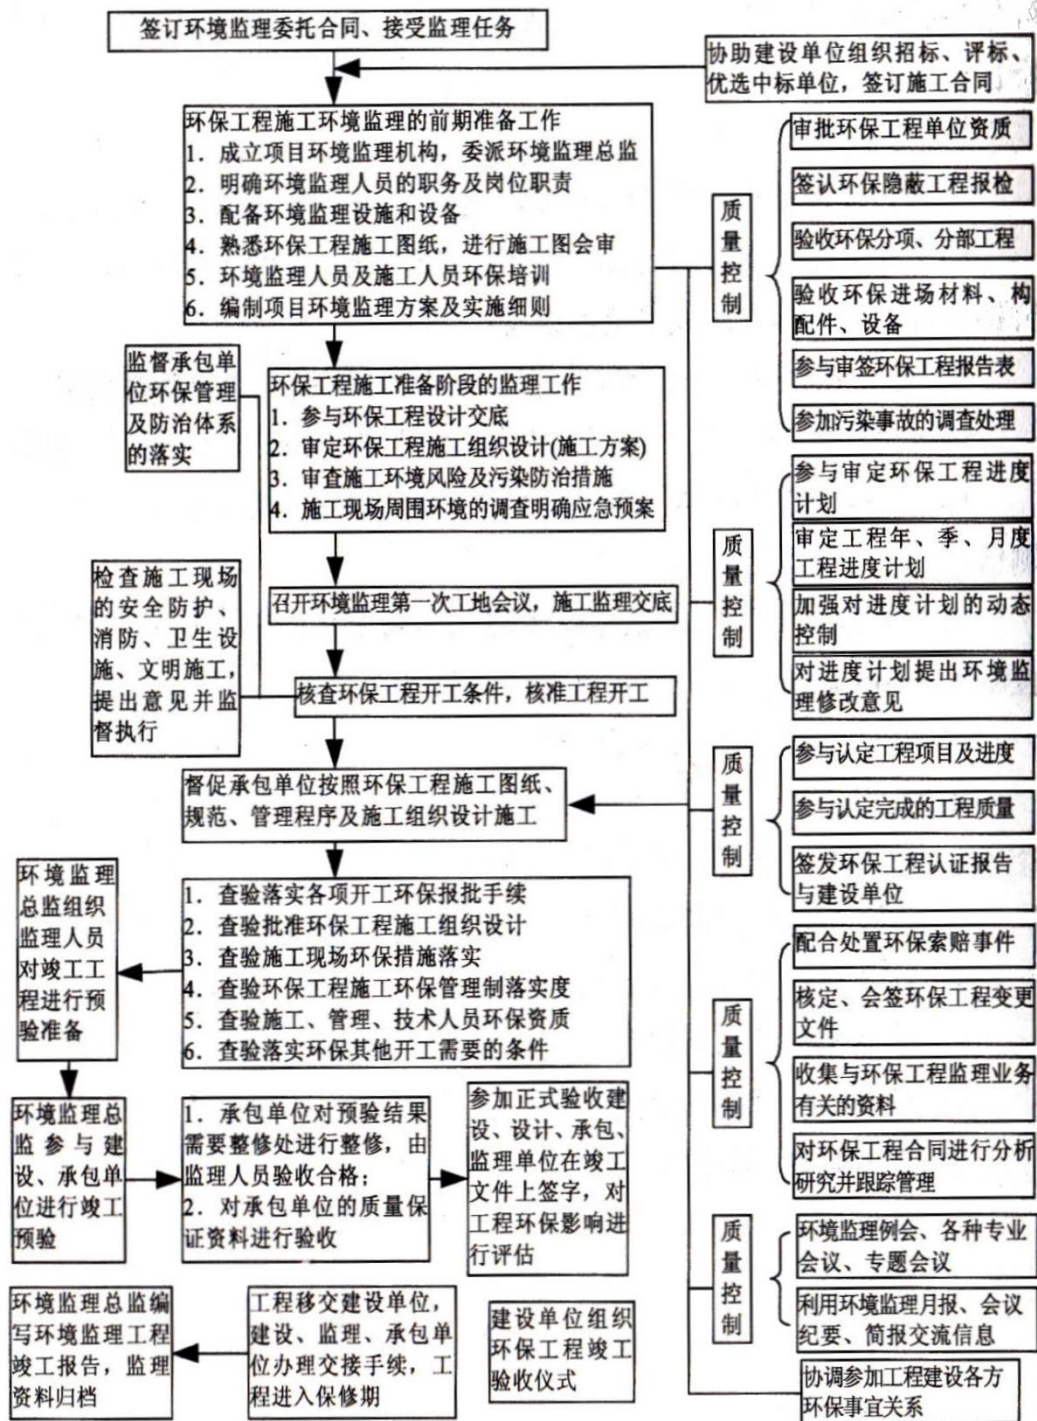 签订环境监理委托合同、接受监理任务
协助建设单位组织招标、评标、
优选中标单位，签订施工合同
环保工程施工环境监理的前期准备工作
1．成立项目环境监理机构，委派环境监理总监
2．明确环境监理人员的职务及岗位职责
3．配备环境监理设施和设备
4．熟悉环保工程施工图纸，进行施工图会审
5．环境监理人员及施工人员环保培训
6．编制项目环境监理方案及实施细则
质
量
控
制
审批环保工程单位资质
签认环保隐蔽工程报检
验收环保分项、分部工程
验收环保进场材料、构
配件、设备
参与审签环保工程报告表
参加污染事故的调查处理
监督承包单
位环保管理
及防治体系
的落实
环保工程施工准备阶段的监理工作
1．参与环保工程设计交底
2．审定环保工程施工组织设计(施工方案)
3．审查施工环境风险及污染防治措施
4．施工现场周围环境的调查明确应急预案
质
量
控
制
参与审定环保工程进度
计划
审定工程年、季、月度
工程进度计划
加强对进度计划的动态
控制
对进度计划提出环境监
理修改意见
检查施工现场
的安全防护、
消防、卫生设
施、文明施工，
提出意见并监
督执行
召开环境监理第一次工地会议，施工监理交底
核查环保工程开工条件，核准工程开工
督促承包单位按照环保工程施工图纸、
规范、管理程序及施工组织设计施工
质
量
控
制
参与认定工程项目及进度
参与认定完成的工程质量
签发环保工程认证报告
与建设单位
环境监理
总监组织
监理人员
对竣工工
程进行预
验准备
1．查验落实各项开工环保报批手续
2．查验批准环保工程施工组织设计
3．查验施工现场环保措施落实
4．查验环保工程施工环保管理制落实度
5．查验施工、管理、技术人员环保资质
6．查验落实环保其他开工需要的条件
质
量
控
制
配合处置环保索赔事件
核定、会签环保工程变更
文件
收集与环保工程监理业务
有关的资料
对环保工程合同进行分析
研究并跟踪管理
环境监理总
监参与建
设、承包单
位进行竣工
预验
1．承包单位对预验结果
需要整修处进行整修，由
监理人员验收合格；
2．对承包单位的质量保
证资料进行验收
参加正式验收建
设、设计、承包、
监理单位在竣工
文件上签字，对
工程环保影响进
行评估
质
量
控
制
环境监理例会、各种专业
会议、专题会议
利用环境监理月报、会议
纪要、简报交流信息
环境监理总监编
写环境监理工程
竣工报告，监理
资料归档
工程移交建设单位，
建设、监理、承包单
位办理交接手续，工
程进入保修期
建设单位组织
环保工程竣工
验收仪式
协调参加工程建设各方
环保事宜关系